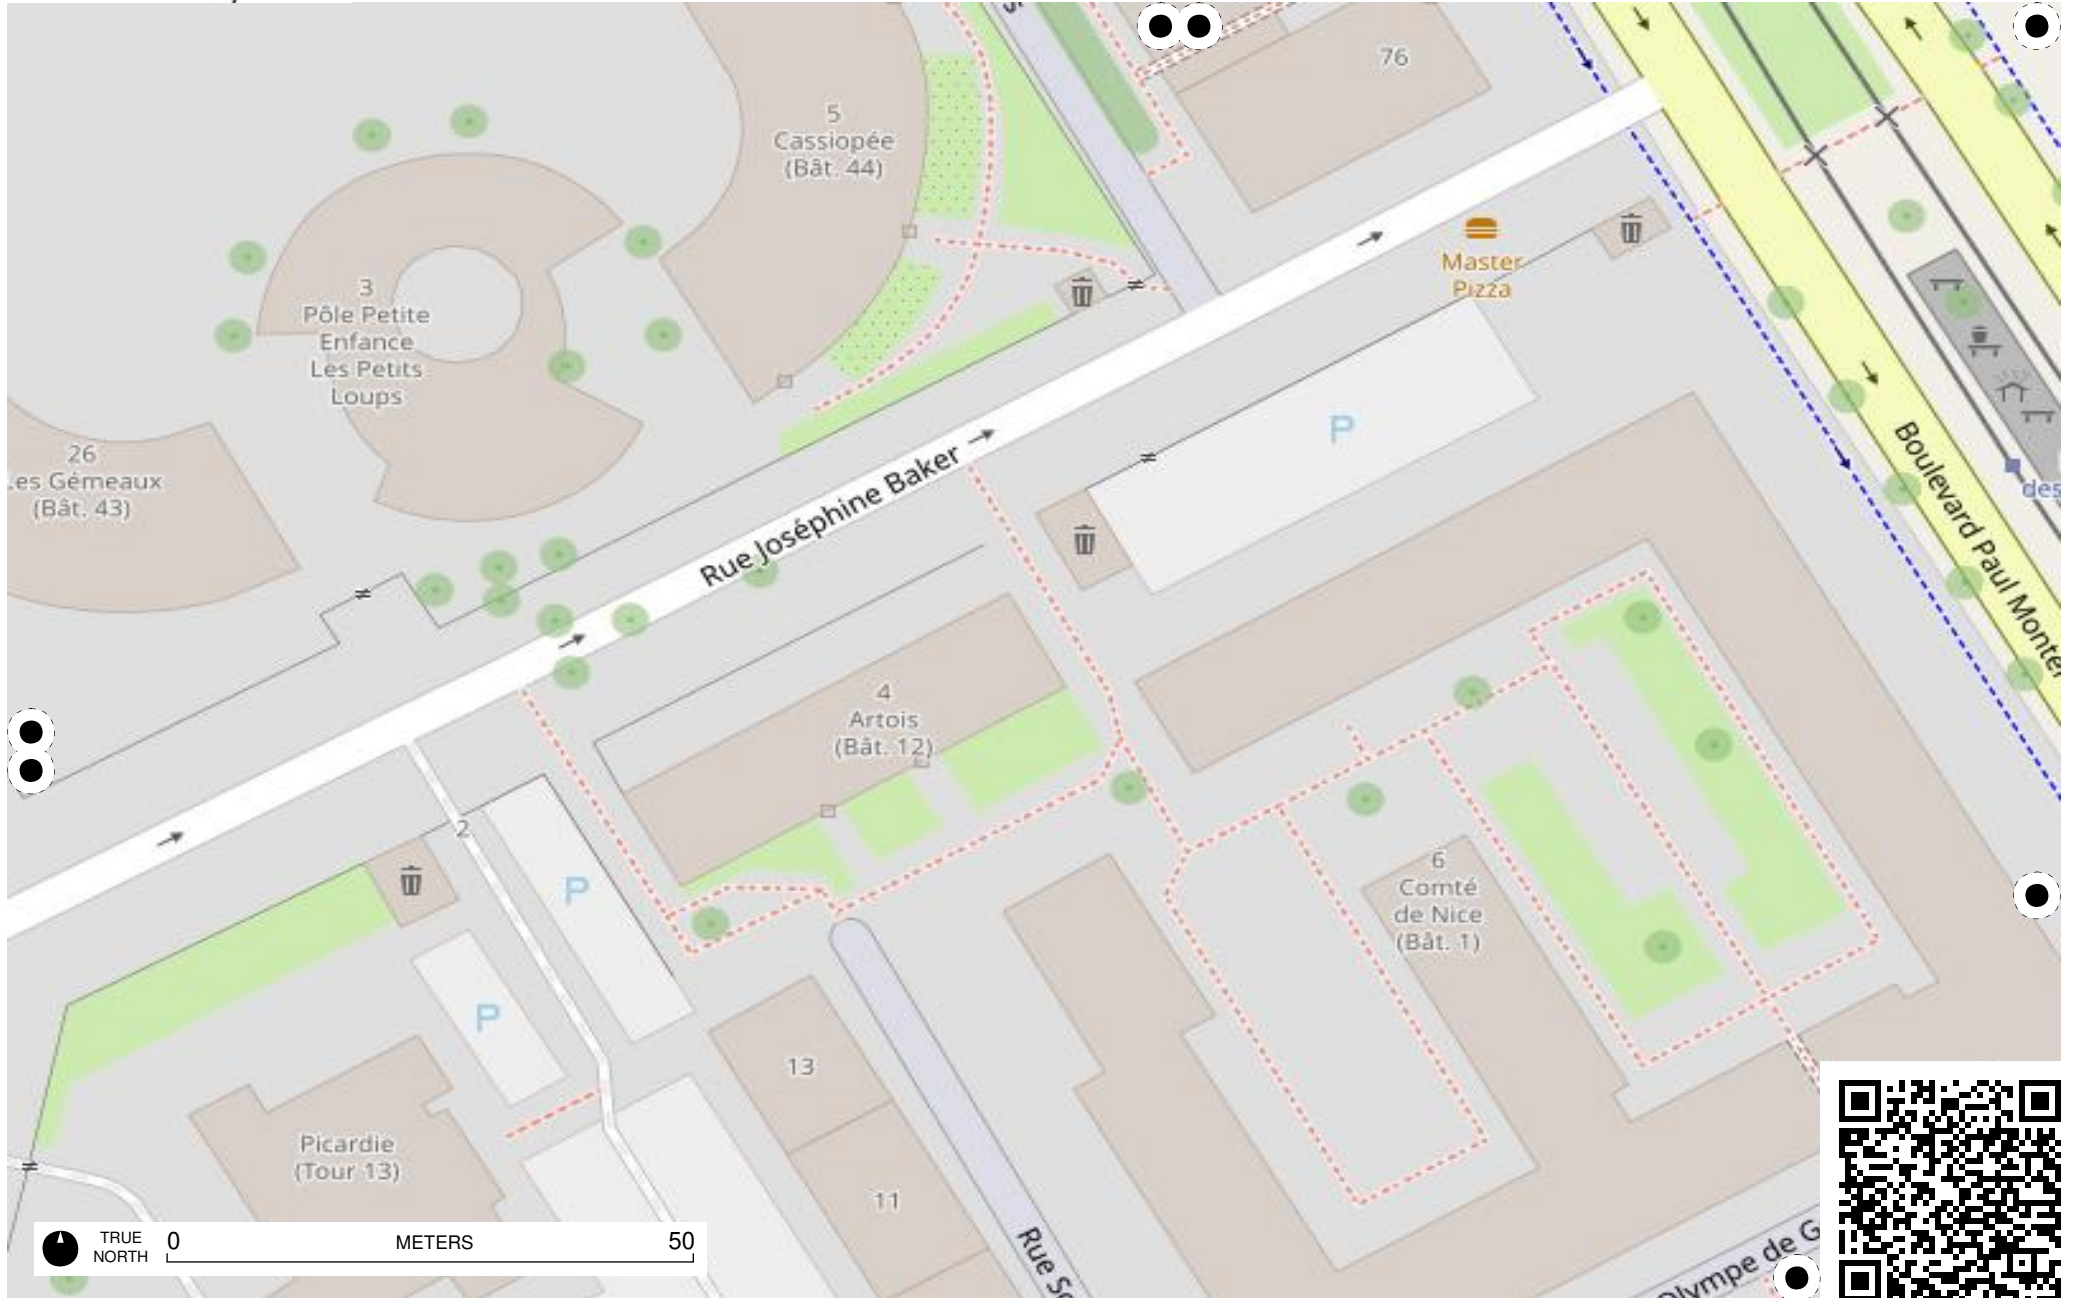 76
5
Cassiopée
(Bât. 44)
3
Pôle Petite
Enfance
Les Petits
Loups
Master
Pizza
P
26
Les Gémeaux
(Bât. 43)
Rue Joséphine Baker
des
Boulevard Paul Monte
4
Artois
(Bât. 12)
2
P
6
Comté
de Nice
(Bât. 1)
P
13
Picardie
(Tour 13)
11
Rue S
Olympe de G
TRUE
NORTH
0 METERS 50